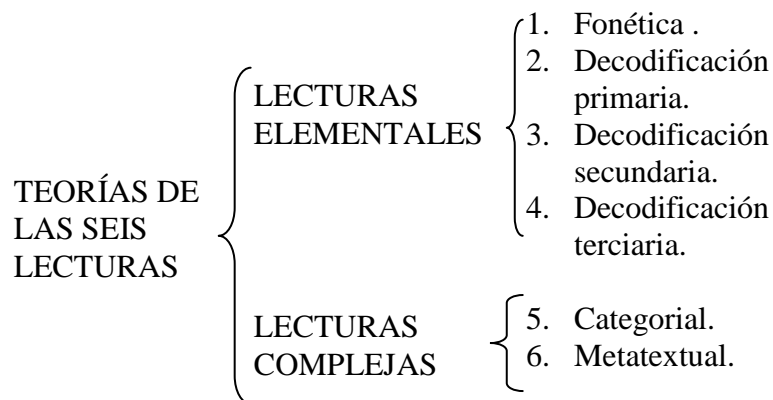 TEORÍAS DE
LAS SEIS
LECTURAS
LECTURAS
ELEMENTALES
1. Fonética .
2. Decodificación
primaria.
3. Decodificación
secundaria.
4. Decodificación
terciaria.
LECTURAS
COMPLEJAS
5. Categorial.
6. Metatextual.